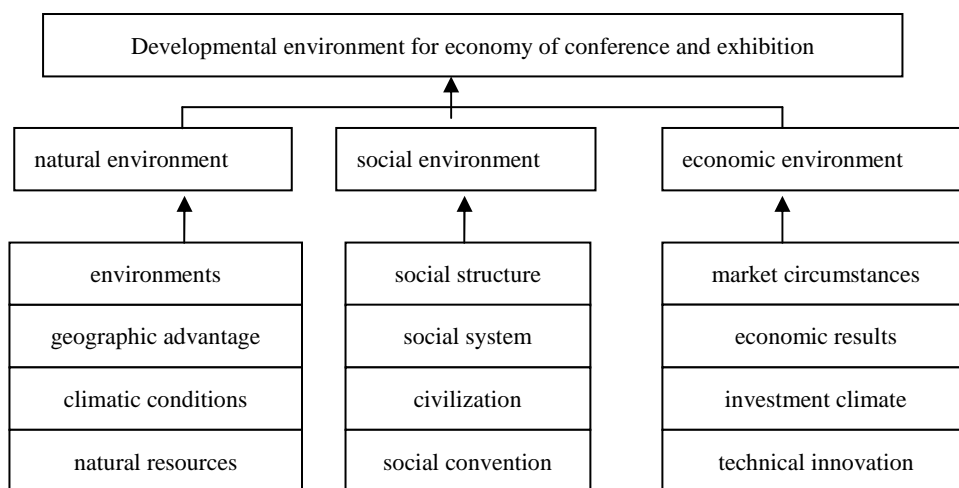 Developmental environment for economy of conference and exhibition
natural environment
social environment
economic environment
environments
social structure
market circumstances
geographic advantage
social system
economic results
climatic conditions
civilization
investment climate
natural resources
social convention
technical innovation